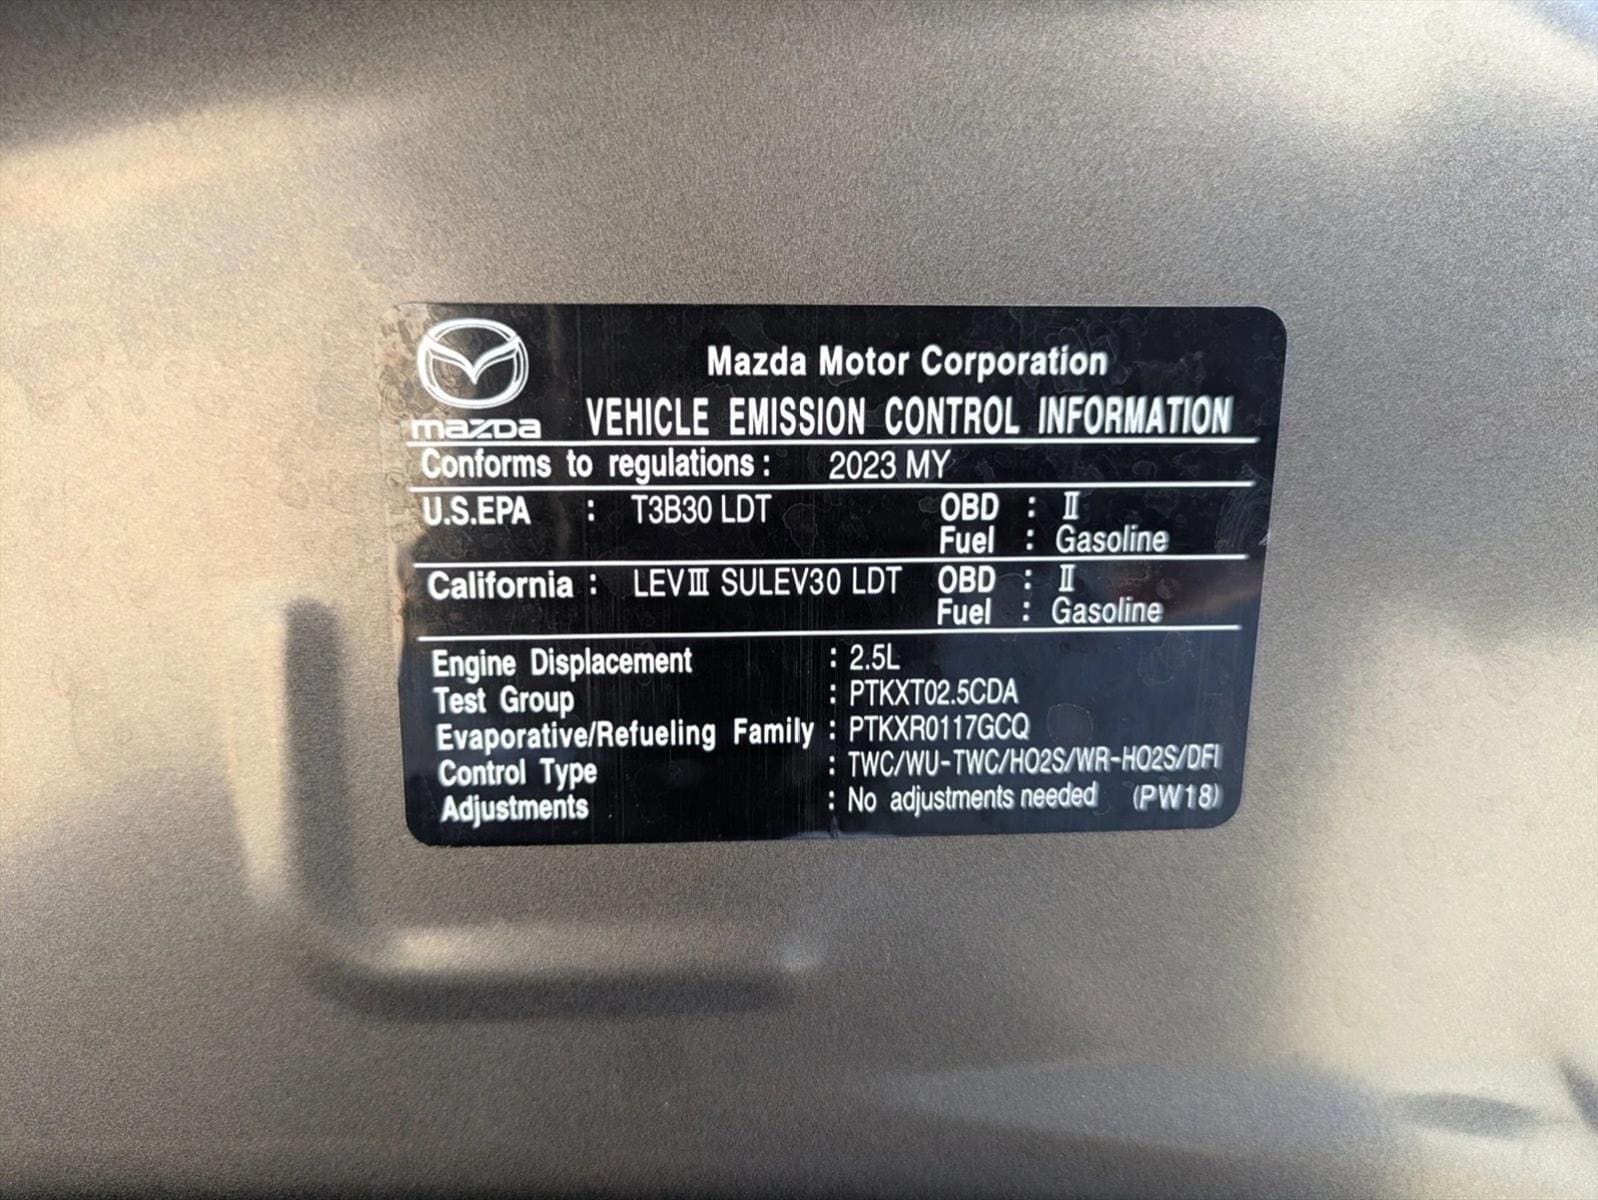 Mazda Motor Corporation
mazda VEHICLE EMISSION CONTROL INFORMATION
Conforms to regulations : 2023 MY
U.S.EPA : T3B30 LDT OBD : Ⅱ
Fuel : Gasoline
California : LEVⅢ SULEV30 LDT OBD : Ⅱ
Fuel : Gasoline
Engine Displacement : 2.5L
Test Group : PTKXT02.5CDA
Evaporative/Refueling Family : PTKXR0117GCQ
Control Type : TWC/WU-TWC/HO2S/WR-HO2S/DFI
Adjustments : No adjustments needed (PW18)